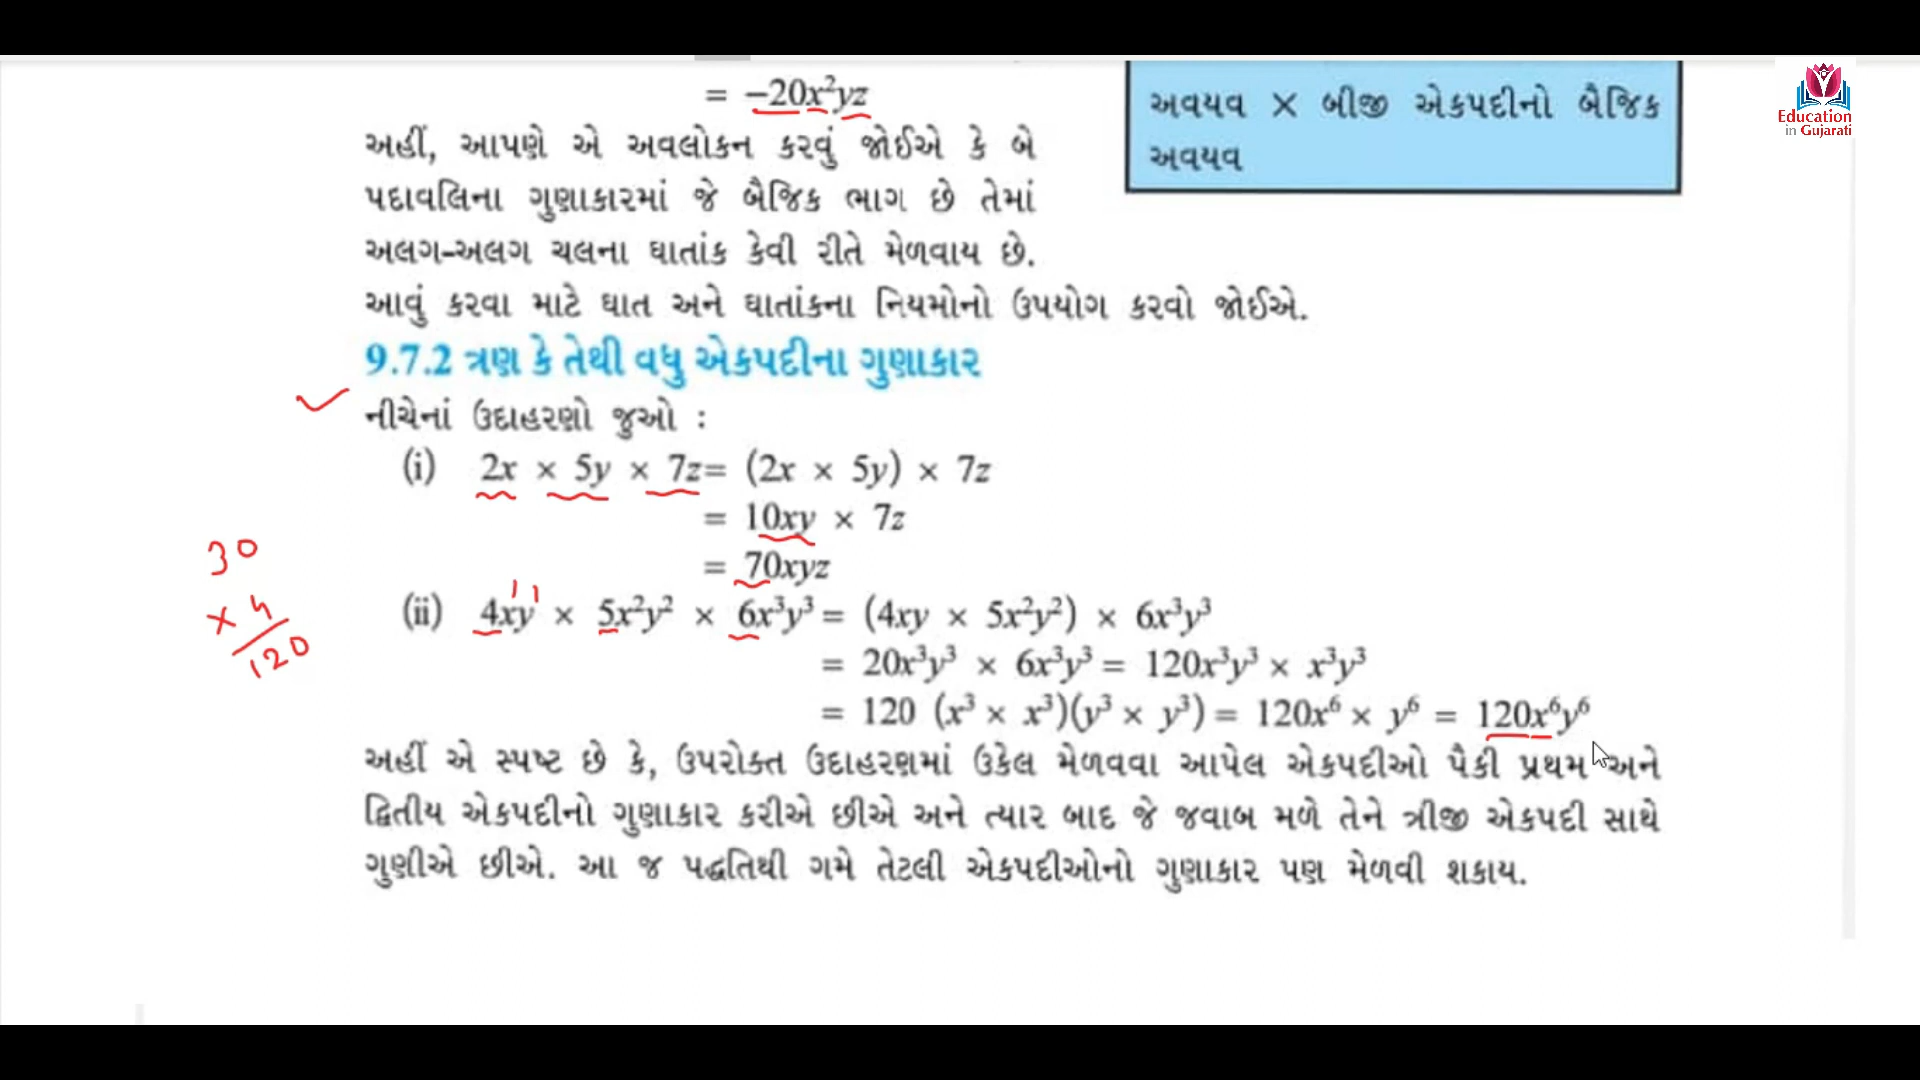 = −20x²yz
અવયવ × બીજી એકપદીનો બૈજિક
અવયવ
Education
in Gujarati
અહીં, આપણે એ અવલોકન કરવું જોઈએ કે બે
પદાવલિના ગુણાકારમાં જે બૈજિક ભાગ છે તેમાં
અલગ-અલગ ચલના ઘાતાંક કેવી રીતે મેળવાય છે.
આવું કરવા માટે ઘાત અને ઘાતાંકના નિયમોનો ઉપયોગ કરવો જોઈએ.
9.7.2 ત્રણ કે તેથી વધુ એકપદીના ગુણાકાર
નીચેનાં ઉદાહરણો જુઓ :
(i) 2x × 5y × 7z = (2x × 5y) × 7z
= 10xy × 7z
= 70xyz
30
× 4
120
1 1
(ii) 4xy × 5x²y² × 6x³y³ = (4xy × 5x²y²) × 6x³y³
= 20x³y³ × 6x³y³ = 120x³y³ × x³y³
= 120 (x³ × x³)(y³ × y³) = 120x⁶ × y⁶ = 120x⁶y⁶
અહીં એ સ્પષ્ટ છે કે, ઉપરોક્ત ઉદાહરણમાં ઉકેલ મેળવવા આપેલ એકપદીઓ પૈકી પ્રથમ અને
દ્વિતીય એકપદીનો ગુણાકાર કરીએ છીએ અને ત્યાર બાદ જે જવાબ મળે તેને ત્રીજી એકપદી સાથે
ગુણીએ છીએ. આ જ પદ્ધતિથી ગમે તેટલી એકપદીઓનો ગુણાકાર પણ મેળવી શકાય.